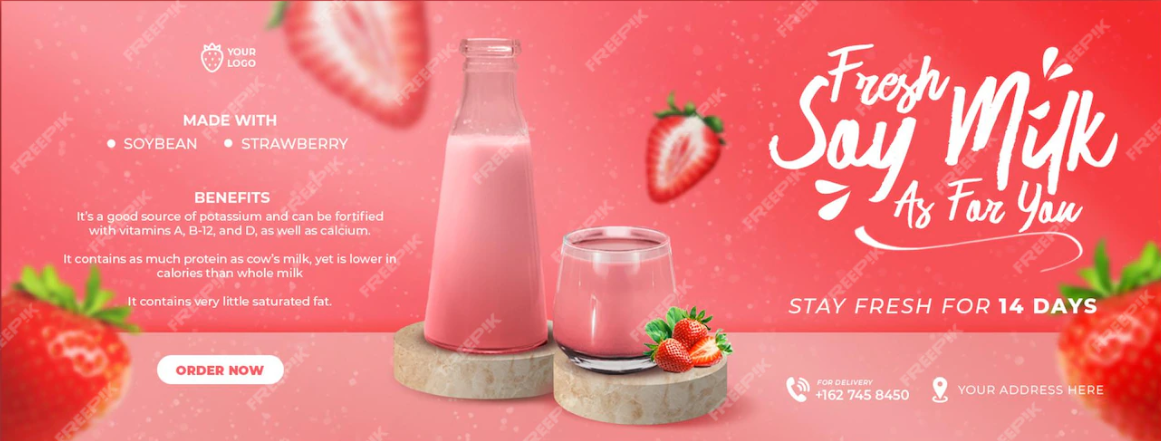 YOUR
LOGO
MADE WITH
SOYBEAN STRAWBERRY
BENEFITS
It's a good source of potassium and can be fortified
with vitamins A, B-12, and D, as well as calcium.
It contains as much protein as cow's milk, yet is lower in
calories than whole milk
It contains very little saturated fat.
ORDER NOW
Fresh
Soy Milk
As For You
STAY FRESH FOR 14 DAYS
FOR DELIVERY
+162 745 8450
YOUR ADDRESS HERE
FREEPIK